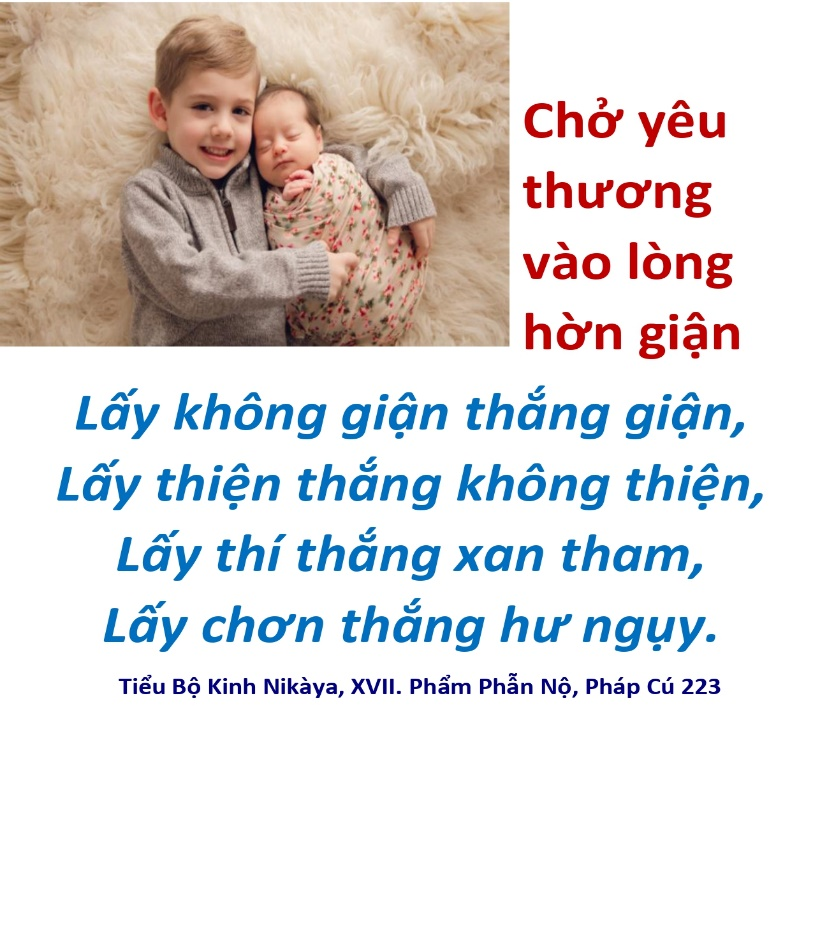 Chở yêu
thương
vào lòng
hờn giận
Lấy không giận thắng giận,
Lấy thiện thắng không thiện,
Lấy thí thắng xan tham,
Lấy chơn thắng hư ngụy.
Tiểu Bộ Kinh Nikàya, XVII. Phẩm Phẫn Nộ, Pháp Cú 223